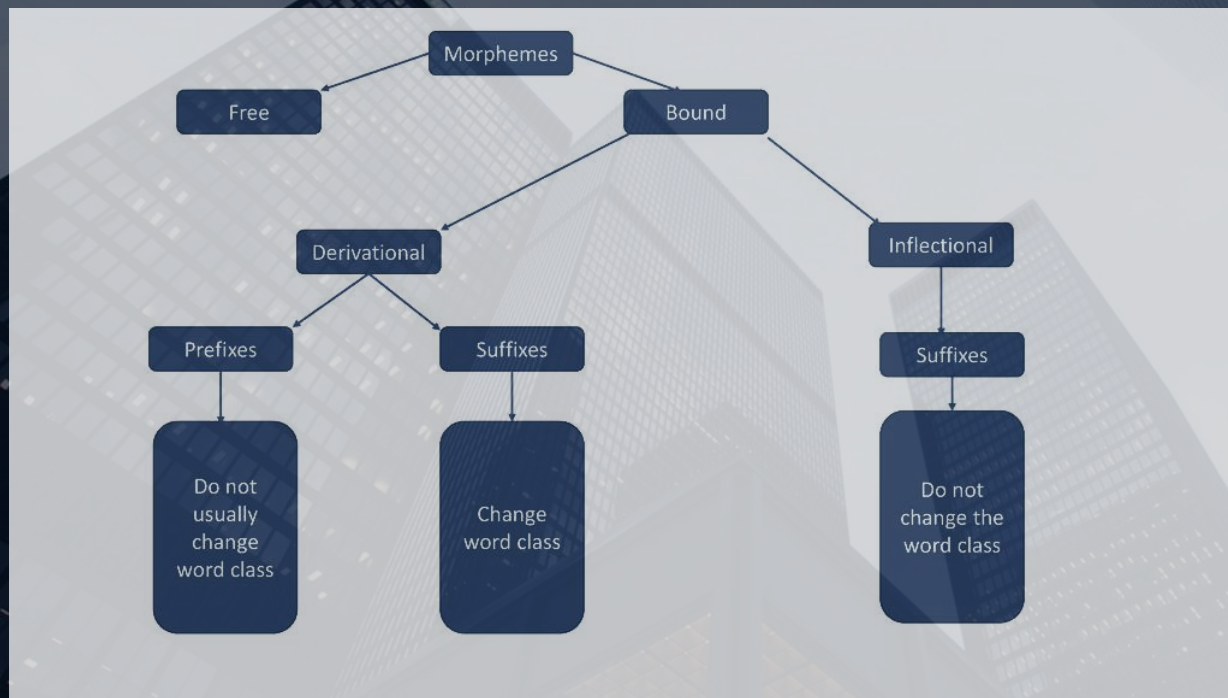 Morphemes
Free
Bound
Derivational
Inflectional
Prefixes
Suffixes
Suffixes
Do not
usually
change
word class
Change
word class
Do not
change the
word class